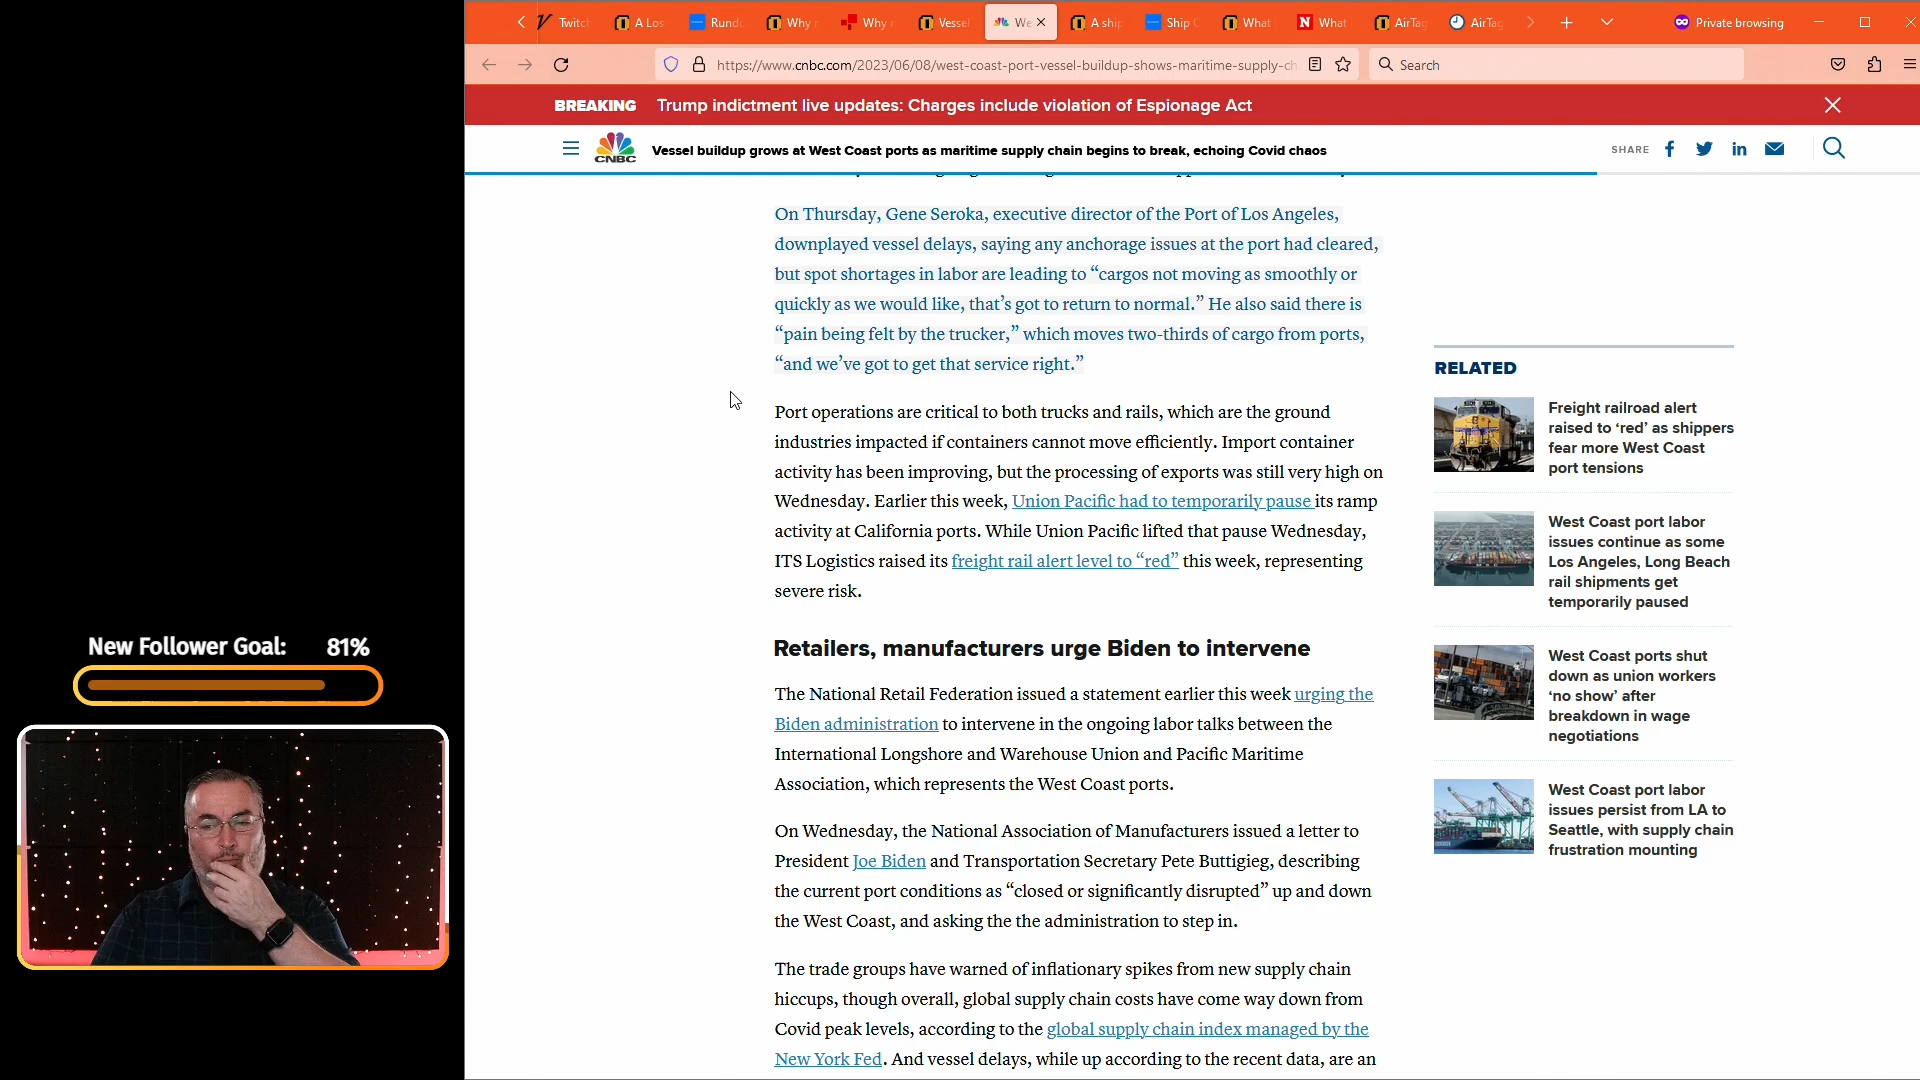 Twitch
A Los
Rund
Why
Why
Vessel
We
A ship
Ship C
What
What
AirTag
AirTag
Private browsing
https://www.cnbc.com/2023/06/08/west-coast-port-vessel-buildup-shows-maritime-supply-ch
Search
BREAKING Trump indictment live updates: Charges include violation of Espionage Act
CNBC
Vessel buildup grows at West Coast ports as maritime supply chain begins to break, echoing Covid chaos
SHARE
On Thursday, Gene Seroka, executive director of the Port of Los Angeles,
downplayed vessel delays, saying any anchorage issues at the port had cleared,
but spot shortages in labor are leading to “cargos not moving as smoothly or
quickly as we would like, that’s got to return to normal.” He also said there is
“pain being felt by the trucker,” which moves two-thirds of cargo from ports,
“and we’ve got to get that service right.”
Port operations are critical to both trucks and rails, which are the ground
industries impacted if containers cannot move efficiently. Import container
activity has been improving, but the processing of exports was still very high on
Wednesday. Earlier this week, Union Pacific had to temporarily pause its ramp
activity at California ports. While Union Pacific lifted that pause Wednesday,
ITS Logistics raised its freight rail alert level to “red” this week, representing
severe risk.
Retailers, manufacturers urge Biden to intervene
The National Retail Federation issued a statement earlier this week urging the
Biden administration to intervene in the ongoing labor talks between the
International Longshore and Warehouse Union and Pacific Maritime
Association, which represents the West Coast ports.
On Wednesday, the National Association of Manufacturers issued a letter to
President Joe Biden and Transportation Secretary Pete Buttigieg, describing
the current port conditions as “closed or significantly disrupted” up and down
the West Coast, and asking the the administration to step in.
The trade groups have warned of inflationary spikes from new supply chain
hiccups, though overall, global supply chain costs have come way down from
Covid peak levels, according to the global supply chain index managed by the
New York Fed. And vessel delays, while up according to the recent data, are an
RELATED
Freight railroad alert
raised to ‘red’ as shippers
fear more West Coast
port tensions
West Coast port labor
issues continue as some
Los Angeles, Long Beach
rail shipments get
temporarily paused
West Coast ports shut
down as union workers
‘no show’ after
breakdown in wage
negotiations
West Coast port labor
issues persist from LA to
Seattle, with supply chain
frustration mounting
New Follower Goal: 81%